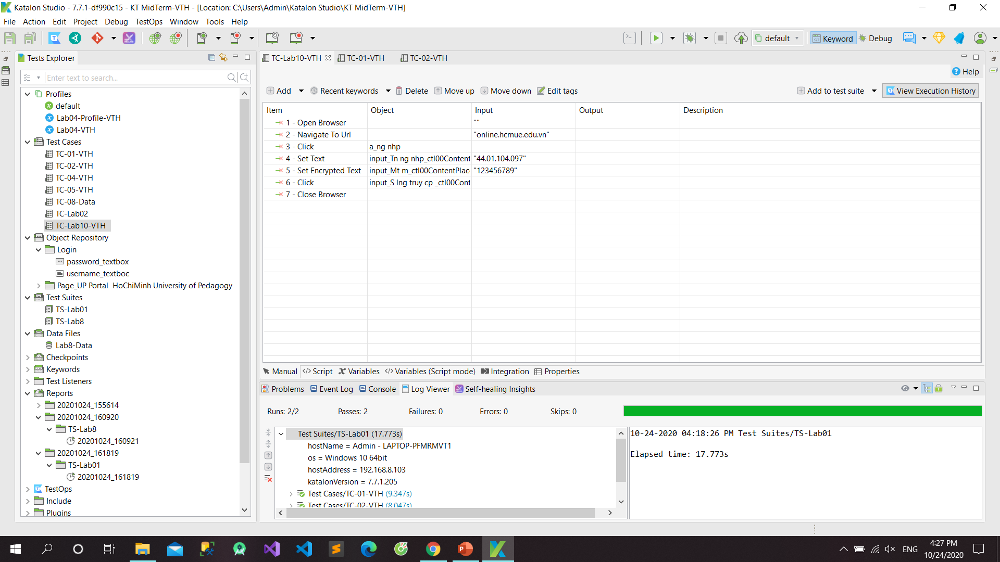 Katalon Studio - 7.7.1-df990c15 - KT MidTerm-VTH - [Location: C:\Users\Admin\Katalon Studio\KT MidTerm-VTH]
File Action Edit Project Debug TestOps Window Tools Help
default
Keyword
Debug
Tests Explorer
Enter text to search...
Profiles
default
Lab04-Profile-VTH
Lab04-VTH
Test Cases
TC-01-VTH
TC-02-VTH
TC-04-VTH
TC-05-VTH
TC-08-Data
TC-Lab02
TC-Lab10-VTH
Object Repository
Login
password_textbox
username_textboc
Page_UP Portal  HoChiMinh University of Pedagogy
Test Suites
TS-Lab01
TS-Lab8
Data Files
Lab8-Data
Checkpoints
Keywords
Test Listeners
Reports
20201024_155614
20201024_160920
TS-Lab8
20201024_160921
20201024_161819
TS-Lab01
20201024_161819
TestOps
Include
Plugins
TC-Lab10-VTH TC-01-VTH TC-02-VTH
Help
Add Recent keywords Delete Move up Move down Edit tags Add to test suite View Execution History
Item Object Input Output Description
1 - Open Browser ""
2 - Navigate To Url "online.hcmue.edu.vn"
3 - Click a_ng nhp
4 - Set Text input_Tn ng nhp_ctl00Content "44.01.104.097"
5 - Set Encrypted Text input_Mt m_ctl00ContentPlac "123456789"
6 - Click input_S lng truy cp _ctl00Cont
7 - Close Browser
Manual Script Variables Variables (Script mode) Integration Properties
Problems Event Log Console Log Viewer Self-healing Insights
Runs: 2/2 Passes: 2 Failures: 0 Errors: 0 Skips: 0
Test Suites/TS-Lab01 (17.773s)
hostName = Admin - LAPTOP-PFMRMVT1
os = Windows 10 64bit
hostAddress = 192.168.8.103
katalonVersion = 7.7.1.205
Test Cases/TC-01-VTH (9.347s)
Test Cases/TC-02-VTH (8.047s)
10-24-2020 04:18:26 PM Test Suites/TS-Lab01
Elapsed time: 17.773s
ENG
4:27 PM
10/24/2020